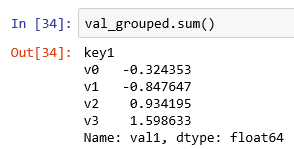 In [34]: val_grouped.sum()
Out[34]: key1
v0 -0.324353
v1 -0.847647
v2 0.934195
v3 1.598633
Name: val1, dtype: float64